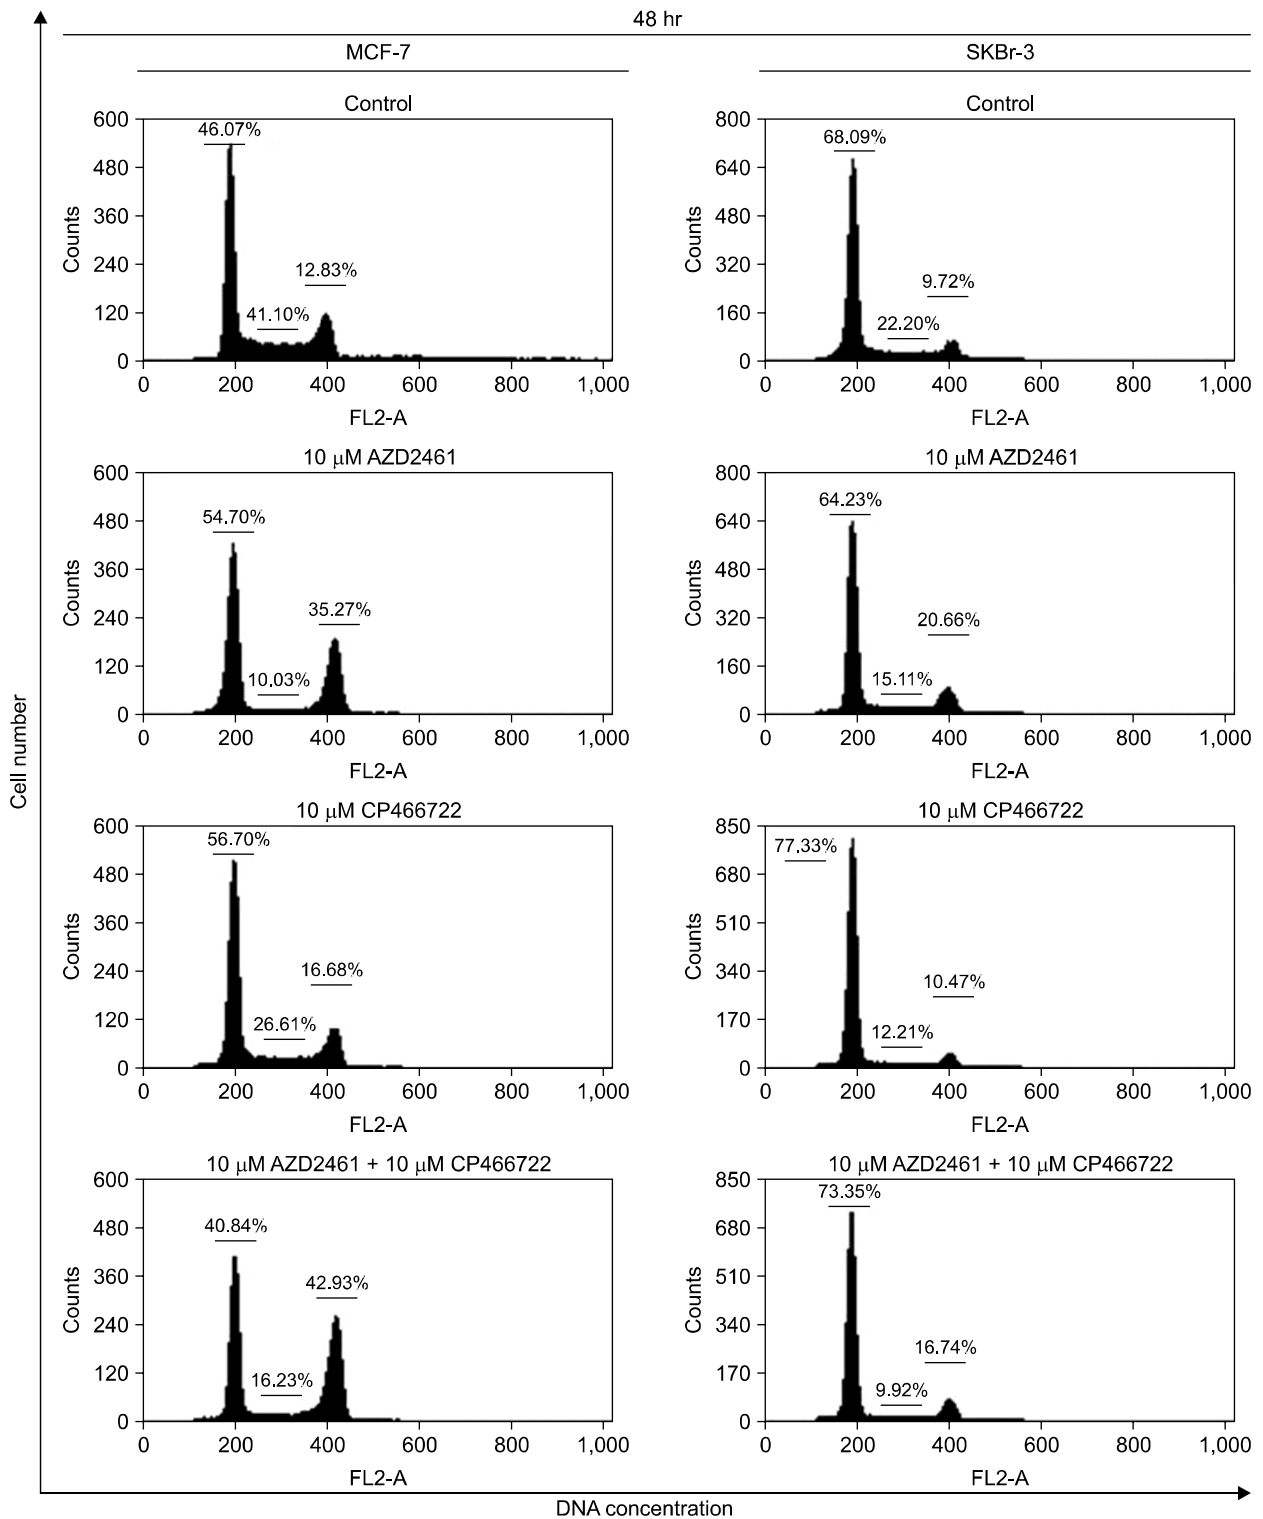 48 hr
MCF-7
SKBr-3
Cell number
Control
600
480
360
240
120
0
Counts
46.07%
41.10%
12.83%
0 200 400 600 800 1,000
FL2-A
Control
800
640
480
320
160
0
Counts
68.09%
22.20%
9.72%
0 200 400 600 800 1,000
FL2-A
10 μM AZD2461
600
480
360
240
120
0
Counts
54.70%
10.03%
35.27%
0 200 400 600 800 1,000
FL2-A
10 μM AZD2461
800
640
480
320
160
0
Counts
64.23%
15.11%
20.66%
0 200 400 600 800 1,000
FL2-A
10 μM CP466722
600
480
360
240
120
0
Counts
56.70%
26.61%
16.68%
0 200 400 600 800 1,000
FL2-A
10 μM CP466722
850
680
510
340
170
0
Counts
77.33%
12.21%
10.47%
0 200 400 600 800 1,000
FL2-A
10 μM AZD2461 + 10 μM CP466722
600
480
360
240
120
0
Counts
40.84%
16.23%
42.93%
0 200 400 600 800 1,000
FL2-A
10 μM AZD2461 + 10 μM CP466722
850
680
510
340
170
0
Counts
73.35%
9.92%
16.74%
0 200 400 600 800 1,000
FL2-A
DNA concentration